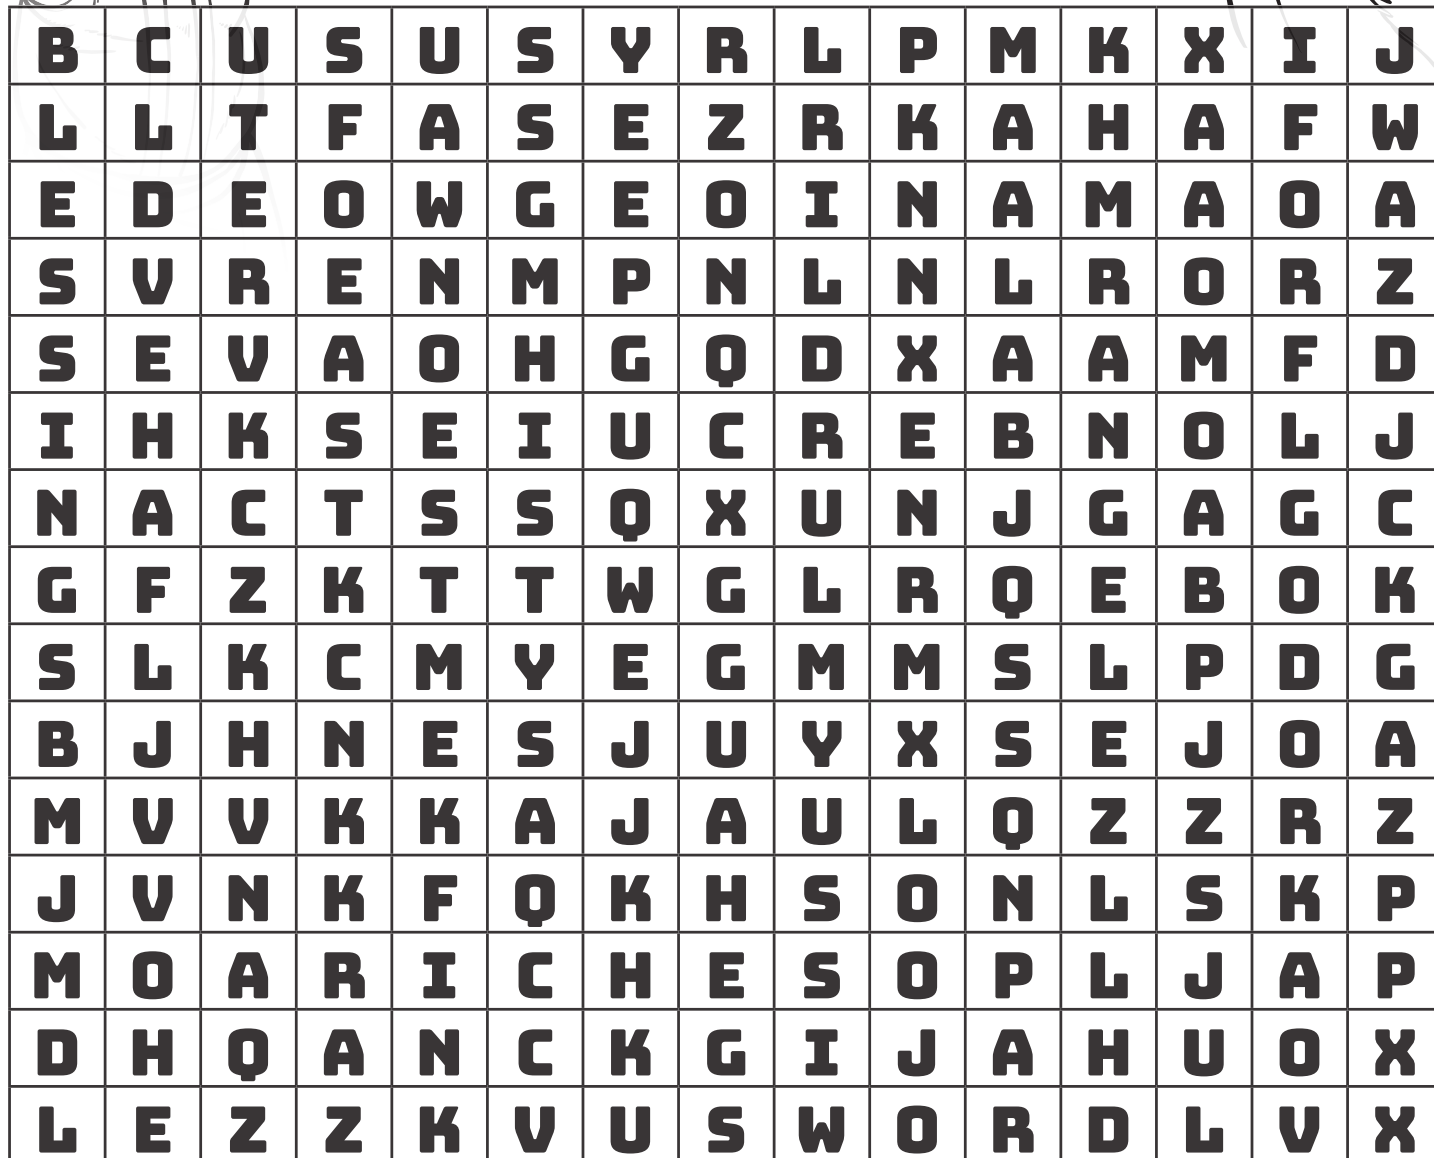 B C U S U S Y R L P M K X I J
L L T F A S E Z R K A H A F W
E D E O W G E O I N A M A O A
S V R E N M P N L N L R O R Z
S E V A O H G Q D X A A M F D
I H K S E I U C R E B N O L J
N A C T S S Q X U N J G A G C
G F Z K T T W G L R Q E B O K
S L K C M Y E G M M S L P D G
B J H N E S J U Y X S E J O A
M V V K K A J A U L Q Z Z R Z
J V N K F Q K H S O N L S K P
M O A R I C H E S O P L J A P
D H Q A N C K G I J A H U O X
L E Z Z K V U S W O R D L V X